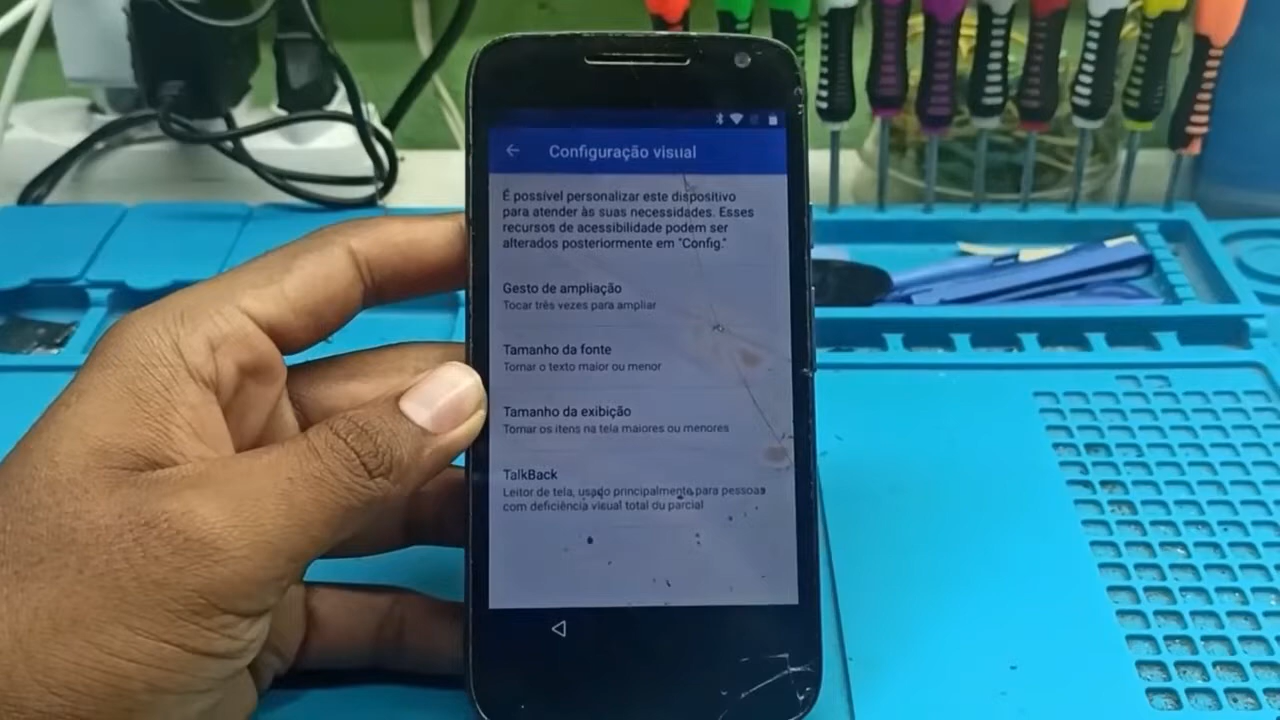 Configuração visual
É possível personalizar este dispositivo
para atender às suas necessidades. Esses
recursos de acessibilidade podem ser
alterados posteriormente em "Config."
Gesto de ampliação
Tocar três vezes para ampliar
Tamanho da fonte
Tornar o texto maior ou menor
Tamanho da exibição
Tornar os itens na tela maiores ou menores
TalkBack
Leitor de tela, usado principalmente para pessoas
com deficiência visual total ou parcial